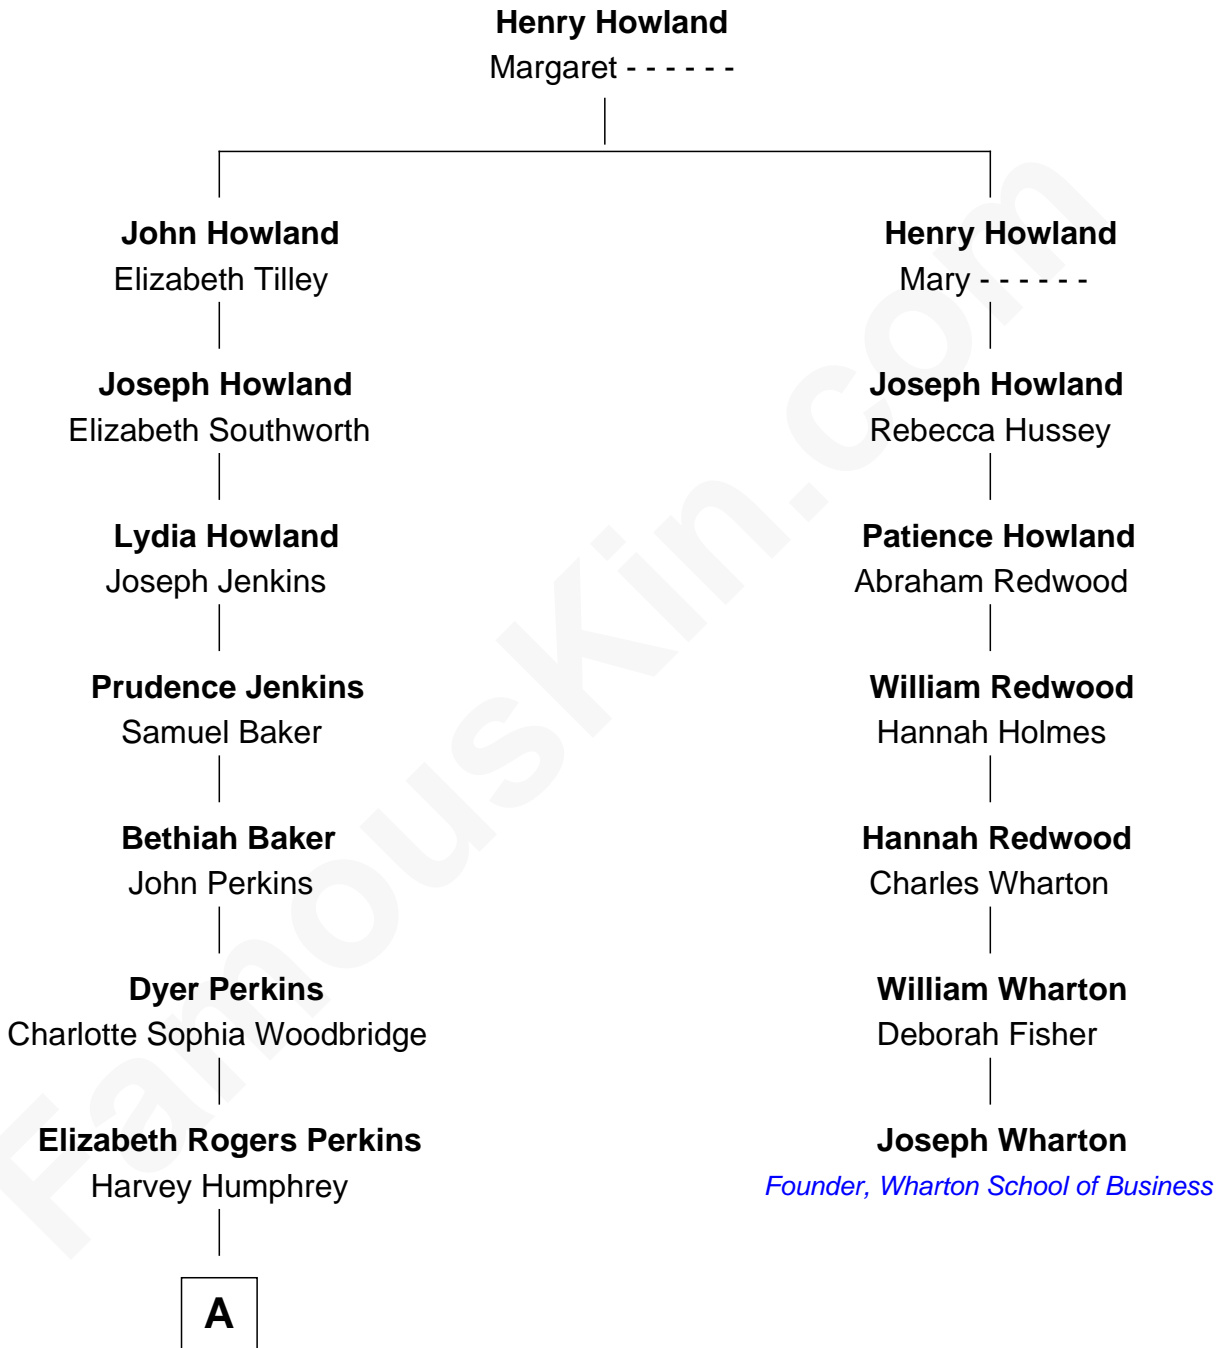 Henry Howland
Margaret - - - - - -
John Howland
Elizabeth Tilley
Henry Howland
Mary - - - - - -
Joseph Howland
Elizabeth Southworth
Joseph Howland
Rebecca Hussey
Lydia Howland
Joseph Jenkins
Patience Howland
Abraham Redwood
Prudence Jenkins
Samuel Baker
William Redwood
Hannah Holmes
Bethiah Baker
John Perkins
Hannah Redwood
Charles Wharton
Dyer Perkins
Charlotte Sophia Woodbridge
William Wharton
Deborah Fisher
Elizabeth Rogers Perkins
Harvey Humphrey
Joseph Wharton
Founder, Wharton School of Business
A
FamousKin.com